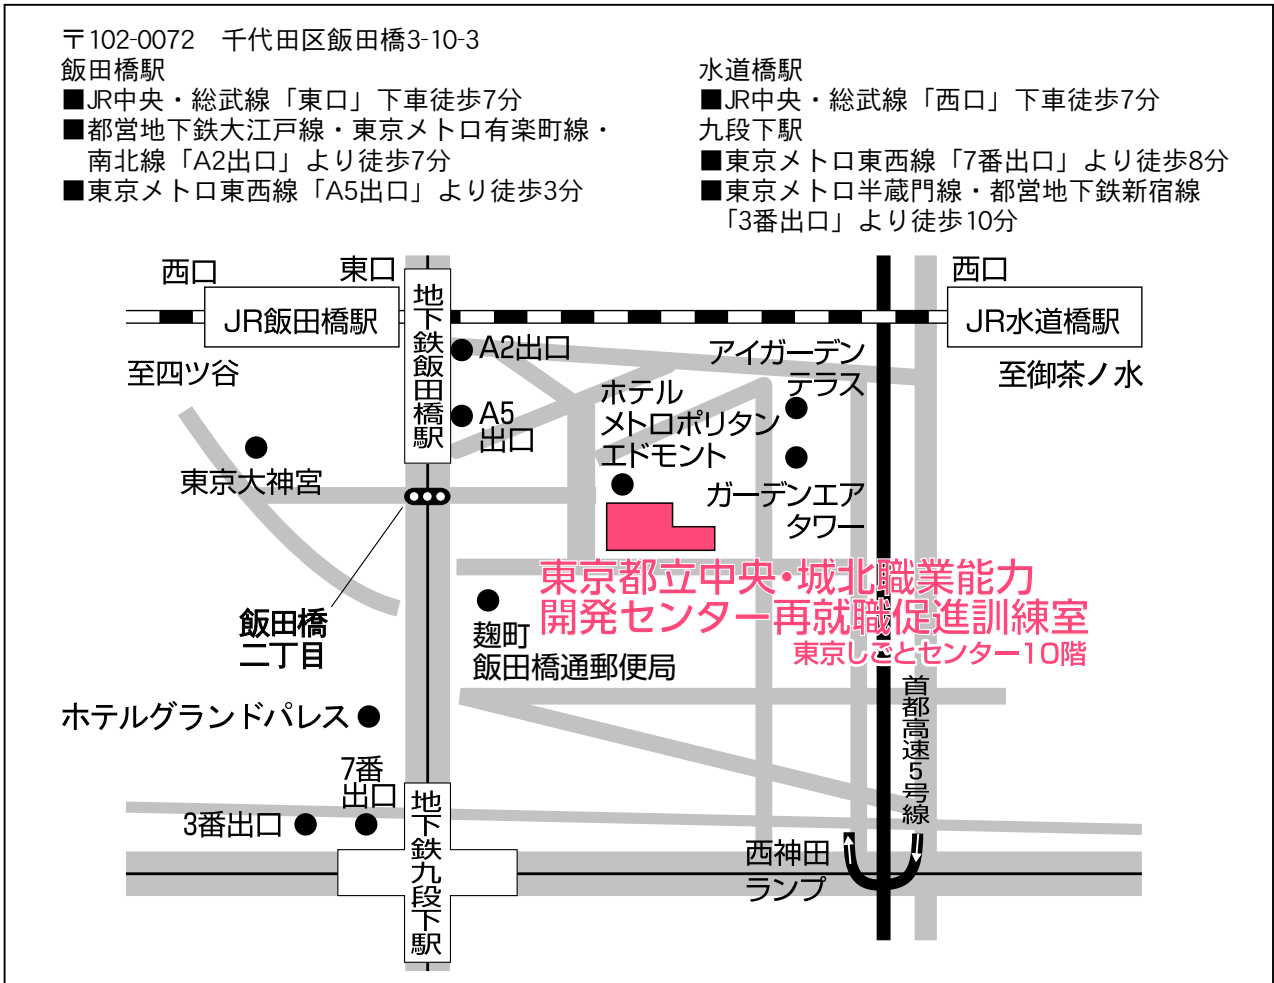 〒102-0072　千代田区飯田橋3-10-3
飯田橋駅
■JR中央・総武線「東口」下車徒歩7分
■都営地下鉄大江戸線・東京メトロ有楽町線・
南北線「A2出口」より徒歩7分
■東京メトロ東西線「A5出口」より徒歩3分
水道橋駅
■JR中央・総武線「西口」下車徒歩7分
九段下駅
■東京メトロ東西線「7番出口」より徒歩8分
■東京メトロ半蔵門線・都営地下鉄新宿線
「3番出口」より徒歩10分
西口
東口
西口
JR飯田橋駅
地下鉄飯田橋駅
JR水道橋駅
至四ツ谷
A2出口
アイガーデン
テラス
至御茶ノ水
ホテル
メトロポリタン
エドモント
A5
出口
東京大神宮
ガーデンエア
タワー
東京都立中央・城北職業能力
開発センター再就職促進訓練室
東京しごとセンター10階
飯田橋
二丁目
麹町
飯田橋通郵便局
首都高速5号線
ホテルグランドパレス
7番
出口
3番出口
地下鉄九段下駅
西神田
ランプ